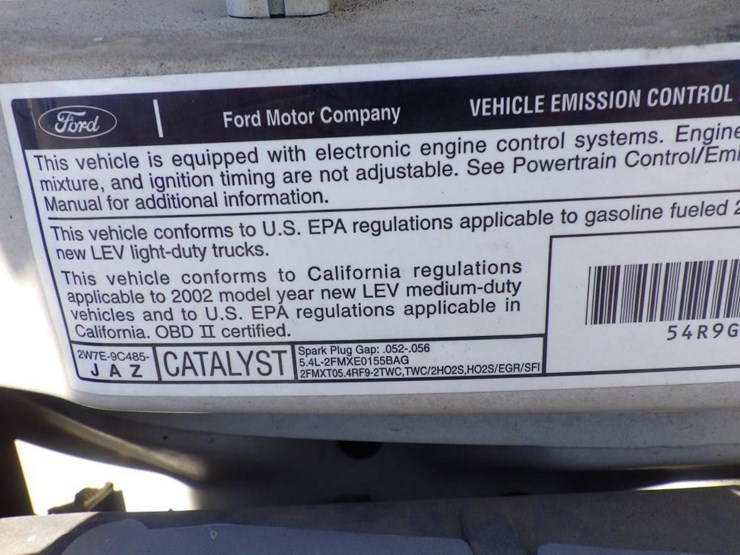 Ford
Ford Motor Company
VEHICLE EMISSION CONTROL
This vehicle is equipped with electronic engine control systems. Engine
mixture, and ignition timing are not adjustable. See Powertrain Control/Emi
Manual for additional information.
This vehicle conforms to U.S. EPA regulations applicable to gasoline fueled 2
new LEV light-duty trucks.
This vehicle conforms to California regulations
applicable to 2002 model year new LEV medium-duty
vehicles and to U.S. EPA regulations applicable in
California. OBD II certified.
54R9G
2W7E-9C485-
J A Z
CATALYST
Spark Plug Gap: .052-.056
5.4L-2FMXE0155BAG
2FMXT05.4RF9-2TWC,TWC/2HO2S,HO2S/EGR/SFI